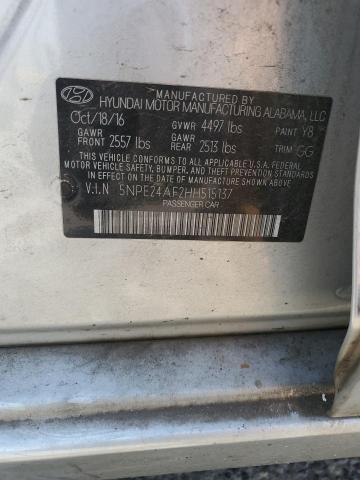 MANUFACTURED BY
HYUNDAI MOTOR MANUFACTURING ALABAMA, LLC
Oct/18/16 GVWR 4497 lbs PAINT Y8
GAWR FRONT 2557 lbs GAWR REAR 2513 lbs TRIM GG
THIS VEHICLE CONFORMS TO ALL APPLICABLE U.S.A. FEDERAL
MOTOR VEHICLE SAFETY, BUMPER, AND THEFT PREVENTION
STANDARDS IN EFFECT ON THE DATE OF MANUFACTURE SHOWN ABOVE.
V.I.N 5NPE24AF2HH515137
PASSENGER CAR